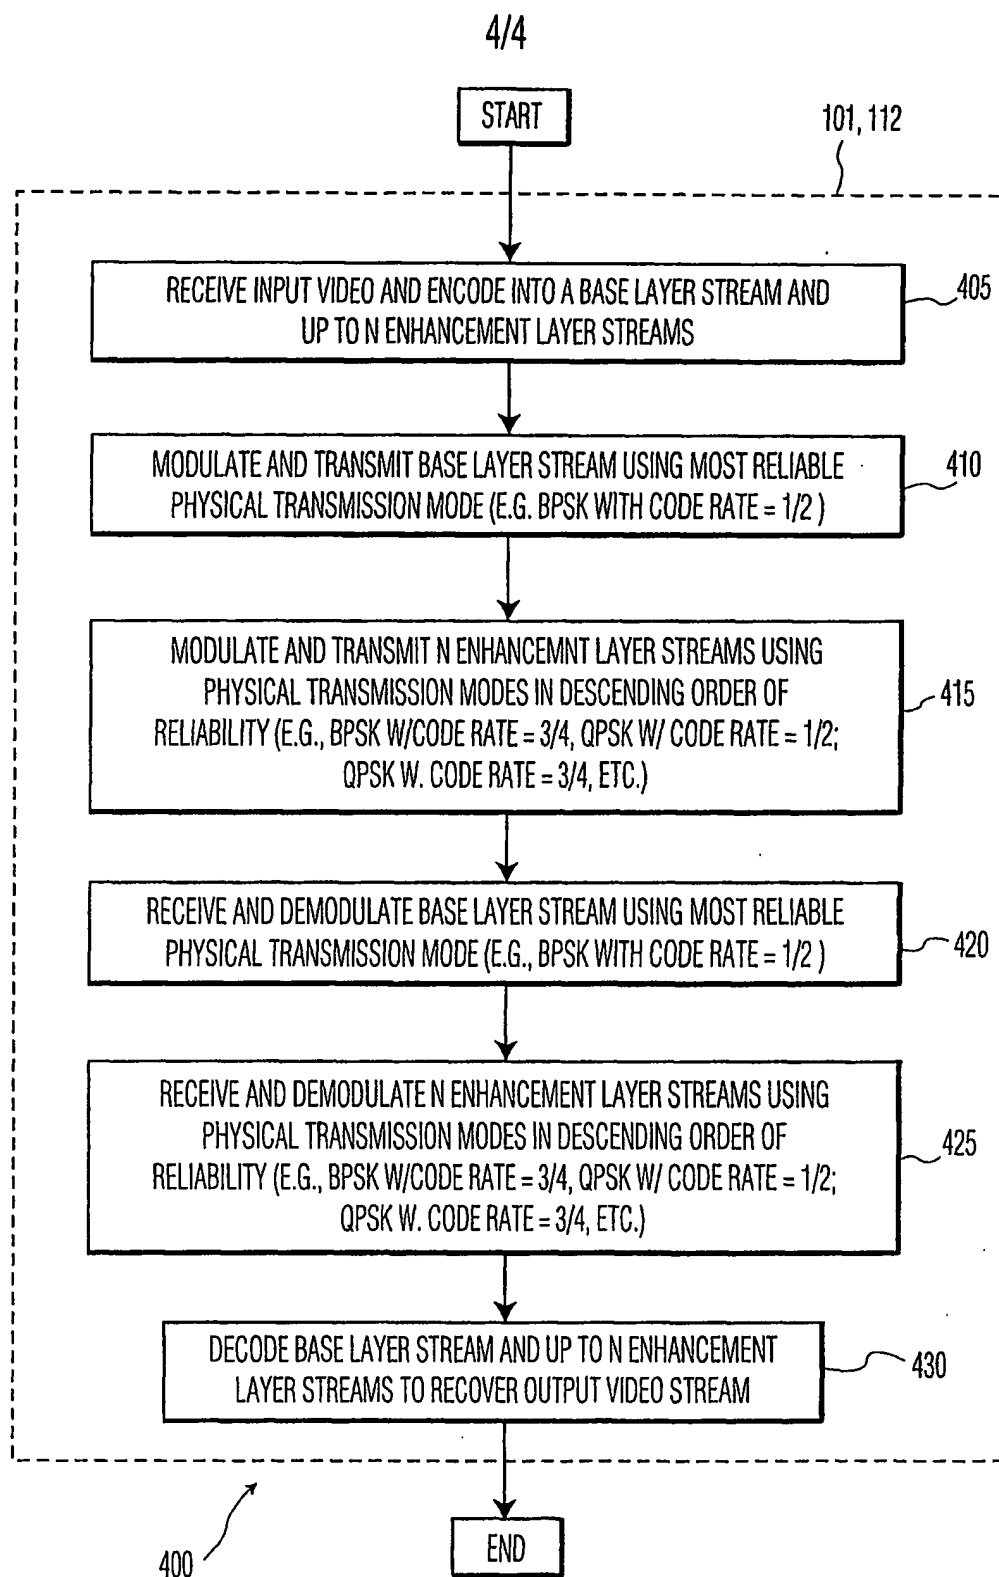 4/4
START
101, 112
RECEIVE INPUT VIDEO AND ENCODE INTO A BASE LAYER STREAM AND
UP TO N ENHANCEMENT LAYER STREAMS
405
MODULATE AND TRANSMIT BASE LAYER STREAM USING MOST RELIABLE
PHYSICAL TRANSMISSION MODE (E.G. BPSK WITH CODE RATE = 1/2 )
410
MODULATE AND TRANSMIT N ENHANCEMNT LAYER STREAMS USING
PHYSICAL TRANSMISSION MODES IN DESCENDING ORDER OF
RELIABILITY (E.G., BPSK W/CODE RATE = 3/4, QPSK W/ CODE RATE = 1/2;
QPSK W. CODE RATE = 3/4, ETC.)
415
RECEIVE AND DEMODULATE BASE LAYER STREAM USING MOST RELIABLE
PHYSICAL TRANSMISSION MODE (E.G., BPSK WITH CODE RATE = 1/2 )
420
RECEIVE AND DEMODULATE N ENHANCEMENT LAYER STREAMS USING
PHYSICAL TRANSMISSION MODES IN DESCENDING ORDER OF
RELIABILITY (E.G., BPSK W/CODE RATE = 3/4, QPSK W/ CODE RATE = 1/2;
QPSK W. CODE RATE = 3/4, ETC.)
425
DECODE BASE LAYER STREAM AND UP TO N ENHANCEMENT
LAYER STREAMS TO RECOVER OUTPUT VIDEO STREAM
430
400
END